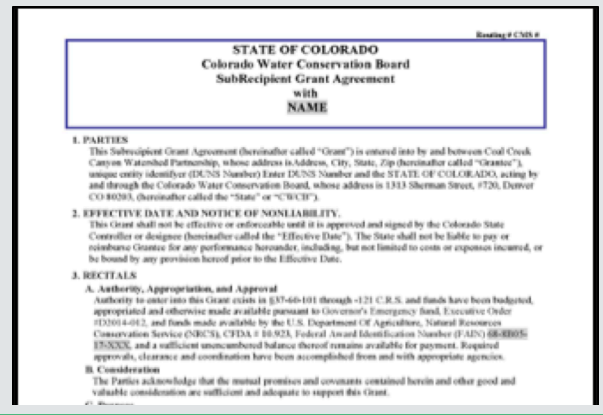 Routing # CMS #
STATE OF COLORADO
Colorado Water Conservation Board
SubRecipient Grant Agreement
with
NAME
1. PARTIES
This Subrecipient Grant Agreement (hereinafter called “Grant”) is entered into by and between Coal Creek
Canyon Watershed Partnership, whose address is Address, City, State, Zip (hereinafter called “Grantee”),
unique entity identifyer (DUNS Number) Enter DUNS Number and the STATE OF COLORADO, acting by
and through the Colorado Water Conservation Board, whose address is 1313 Sherman Street, #720, Denver
CO 80203, (hereinafter called the “State” or “CWCB”).
2. EFFECTIVE DATE AND NOTICE OF NONLIABILITY.
This Grant shall not be effective or enforceable until it is approved and signed by the Colorado State
Controller or designee (hereinafter called the “Effective Date”). The State shall not be liable to pay or
reimburse Grantee for any performance hereunder, including, but not limited to costs or expenses incurred, or
be bound by any provision hereof prior to the Effective Date.
3. RECITALS
A. Authority, Appropriation, and Approval
Authority to enter into this Grant exists in §37-60-101 through -121 C.R.S. and funds have been budgeted,
appropriated and otherwise made available pursuant to Governor's Emergency fund, Executive Order
#D2014-012, and funds made available by the U.S. Department Of Agriculture, Natural Resources
Conservation Service (NRCS), CFDA # 10.923, Federal Award Identification Number (FAIN) 68-8B05-
17-XXX, and a sufficient unencumbered balance thereof remains available for payment. Required
approvals, clearance and coordination have been accomplished from and with appropriate agencies.
B. Consideration
The Parties acknowledge that the mutual promises and covenants contained herein and other good and
valuable consideration are sufficient and adequate to support this Grant.